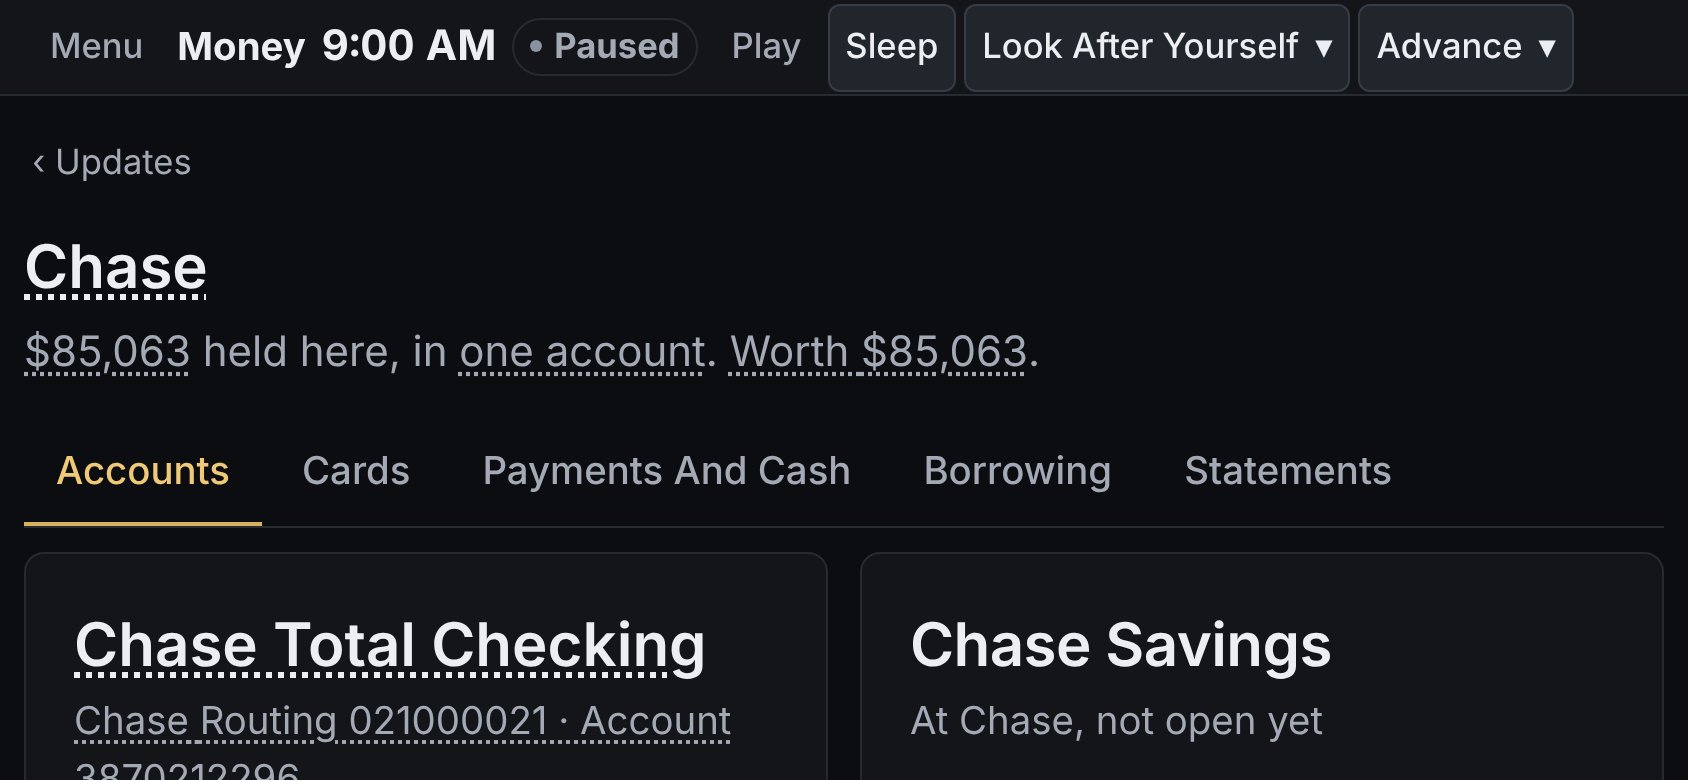 Menu Money 9:00 AM • Paused Play Sleep Look After Yourself ▾ Advance ▾
‹ Updates
Chase
$85,063 held here, in one account. Worth $85,063.
Accounts Cards Payments And Cash Borrowing Statements
Chase Total Checking
Chase Routing 021000021 · Account
3870212296
Chase Savings
At Chase, not open yet